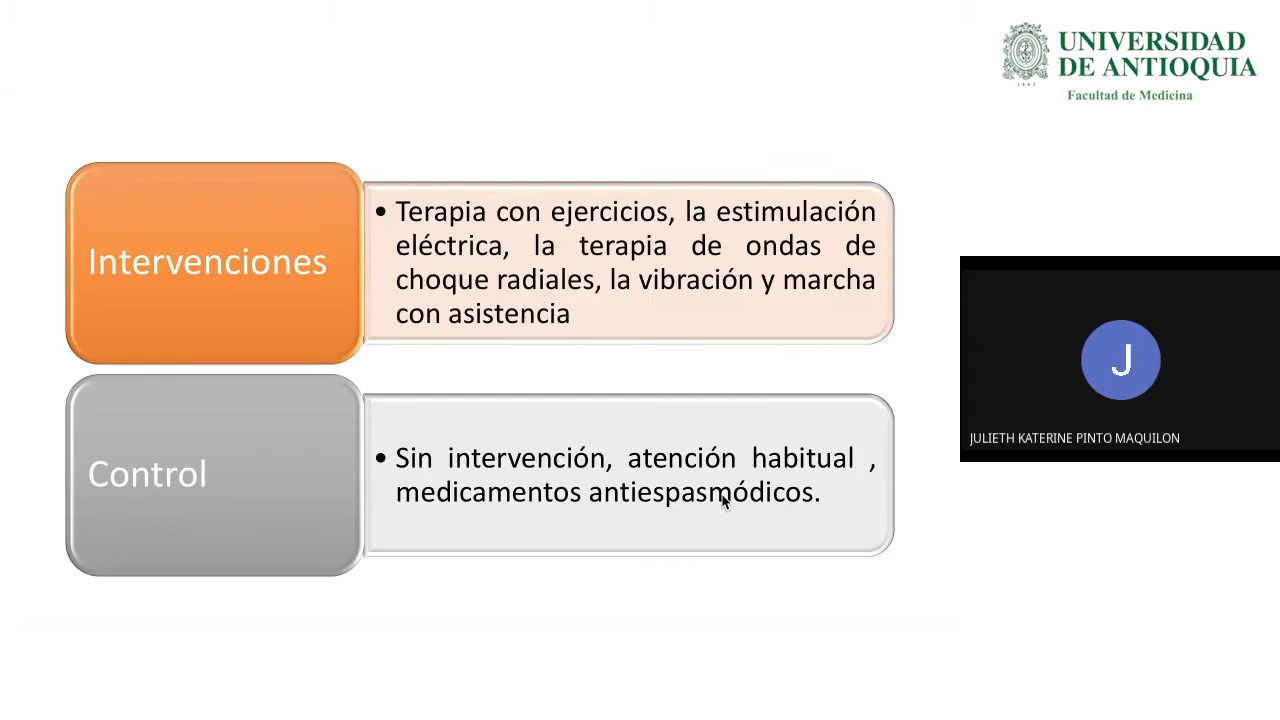 UNIVERSIDAD
DE ANTIOQUIA
1803
Facultad de Medicina
Intervenciones
• Terapia con ejercicios, la estimulación
eléctrica, la terapia de ondas de
choque radiales, la vibración y marcha
con asistencia
Control
• Sin intervención, atención habitual ,
medicamentos antiespasmódicos.
J
JULIETH KATERINE PINTO MAQUILON